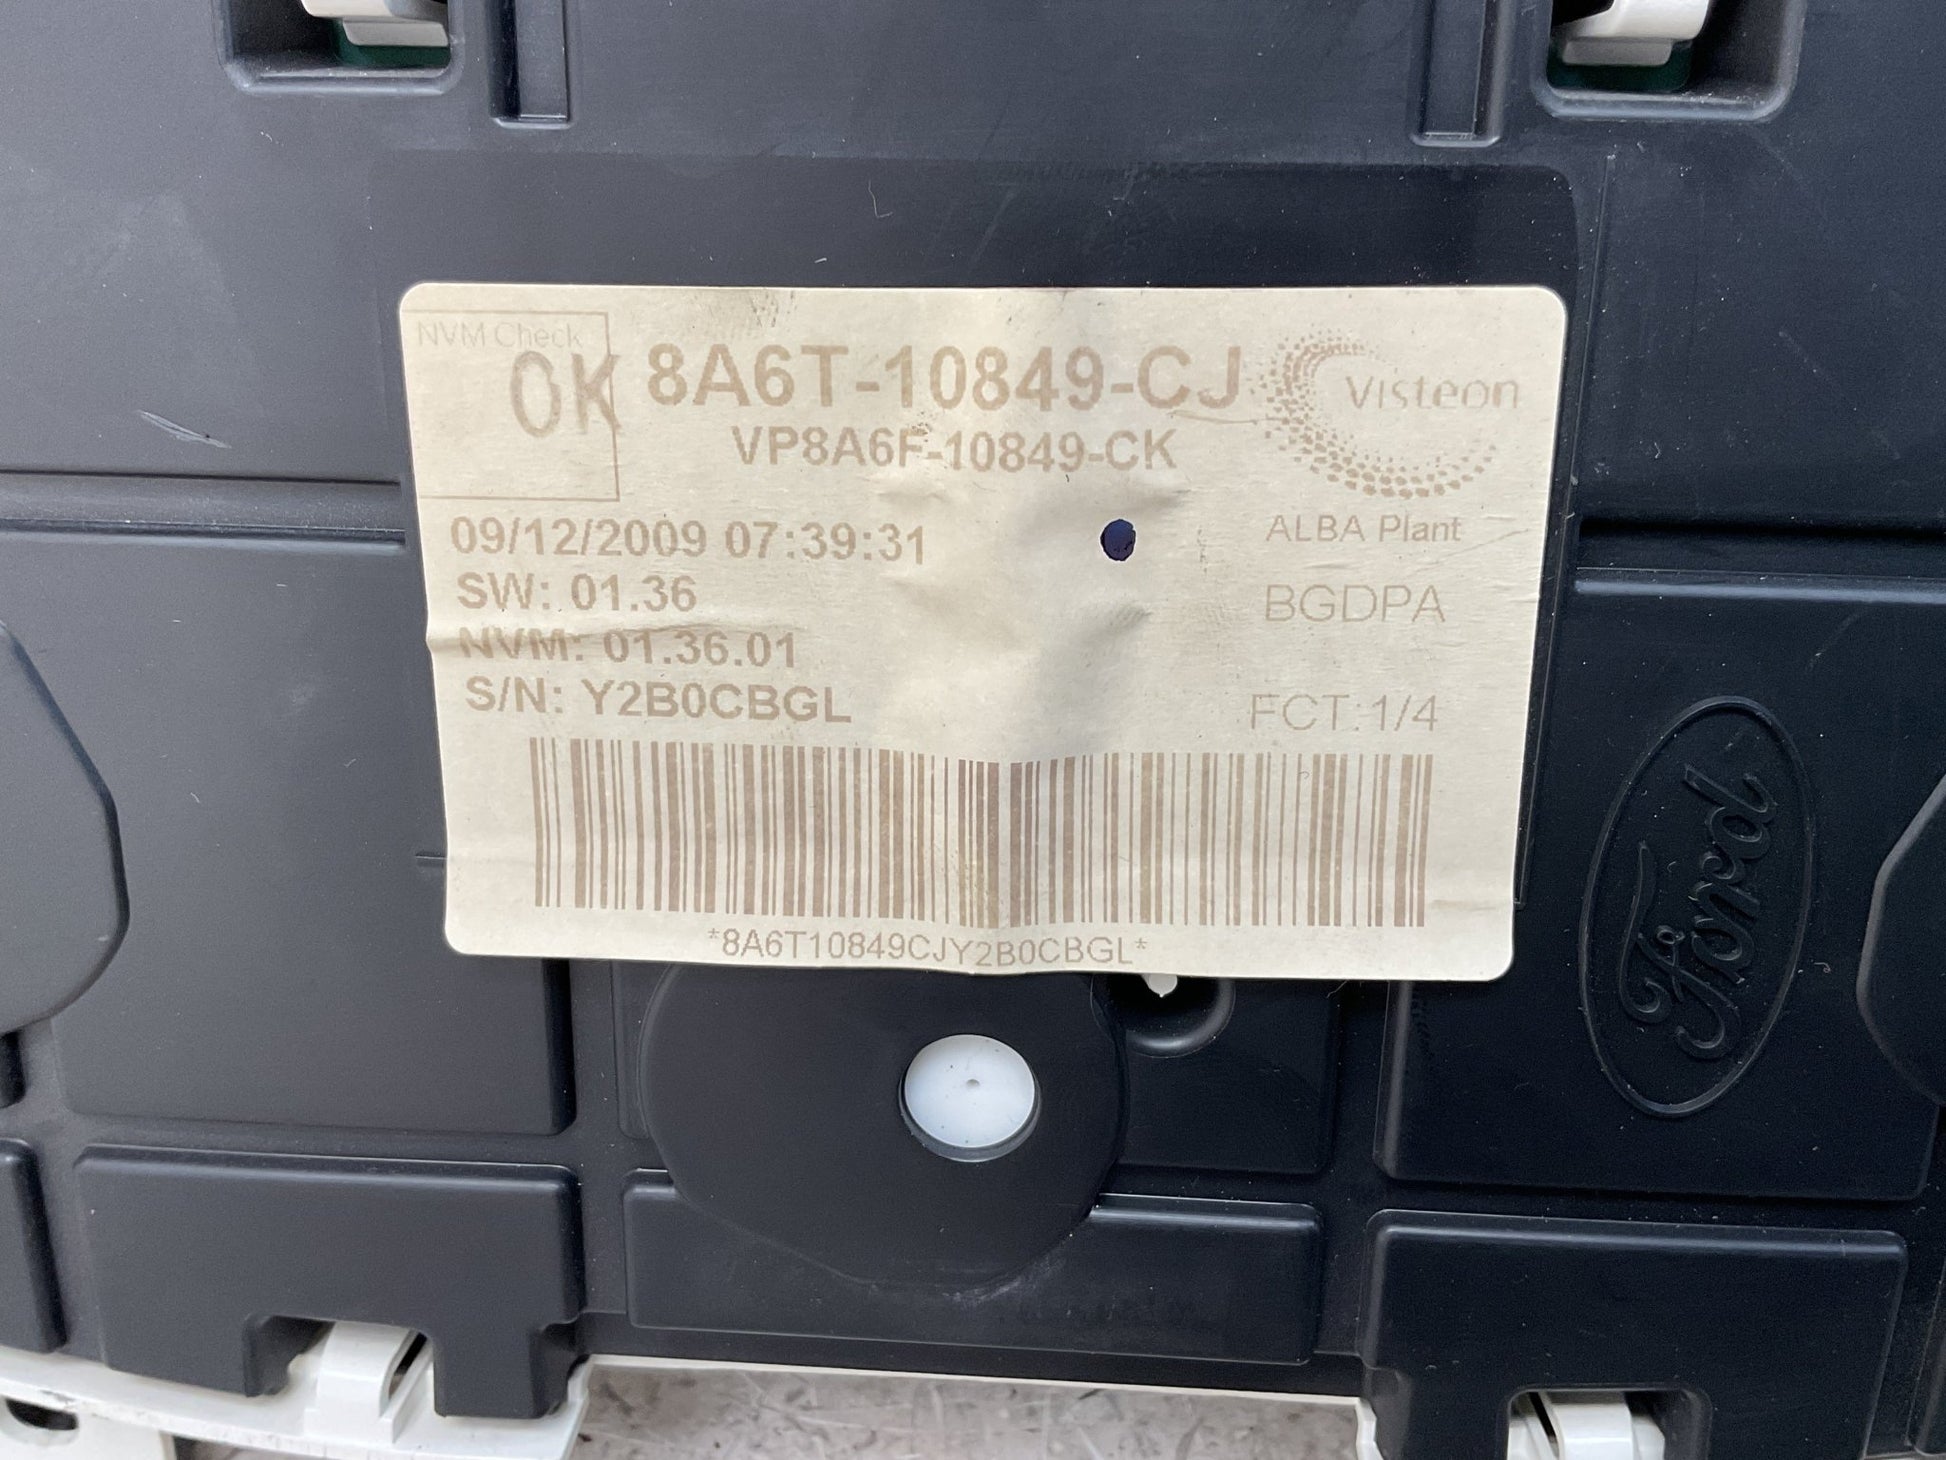 NVM Check
OK
8A6T-10849-CJ
VP8A6F-10849-CK
Visteon
09/12/2009 07:39:31
ALBA Plant
SW: 01.36
BGDPA
NVM: 01.36.01
S/N: Y2B0CBGL
FCT:1/4
*8A6T10849CJY2B0CBGL*
Ford